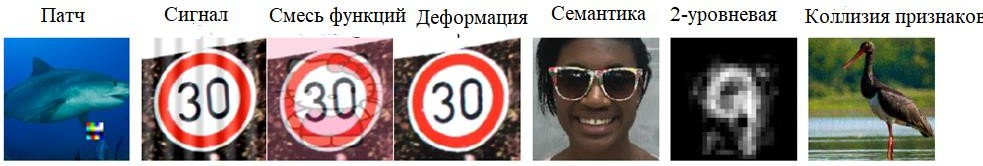 Патч
Сигнал
Смесь функций
Деформация
Семантика
2-уровневая
Коллизия признаков
30
30
30